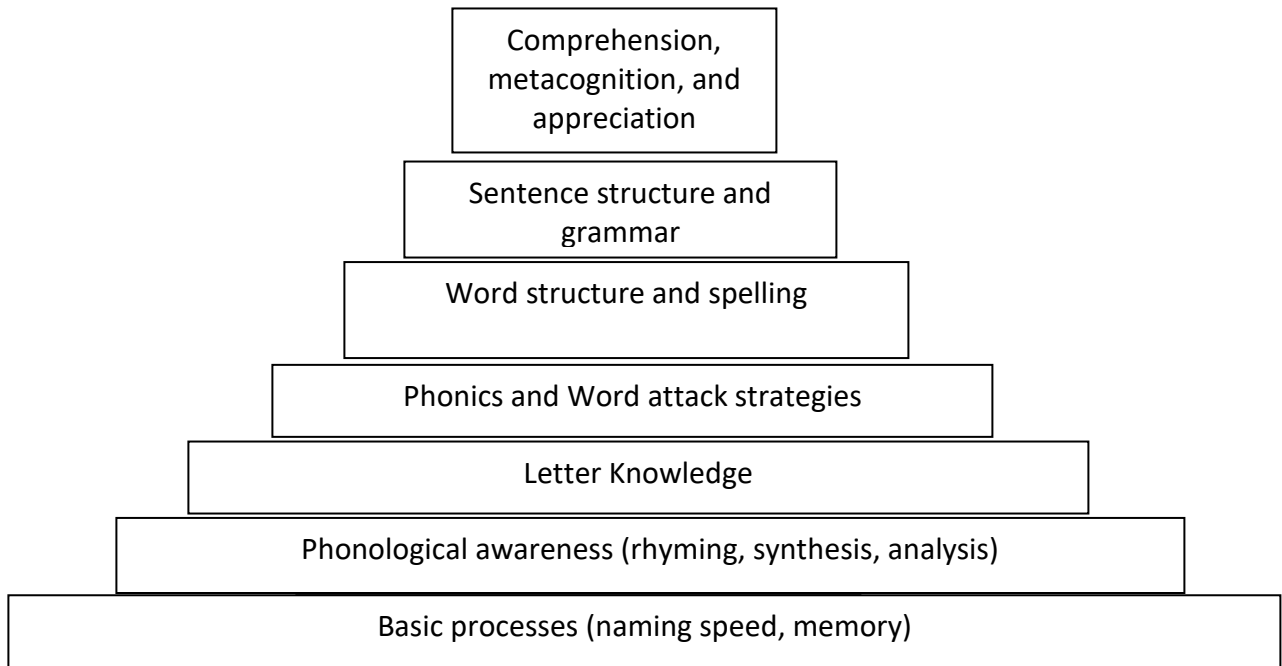 Comprehension,
metacognition, and
appreciation
Sentence structure and
grammar
Word structure and spelling
Phonics and Word attack strategies
Letter Knowledge
Phonological awareness (rhyming, synthesis, analysis)
Basic processes (naming speed, memory)